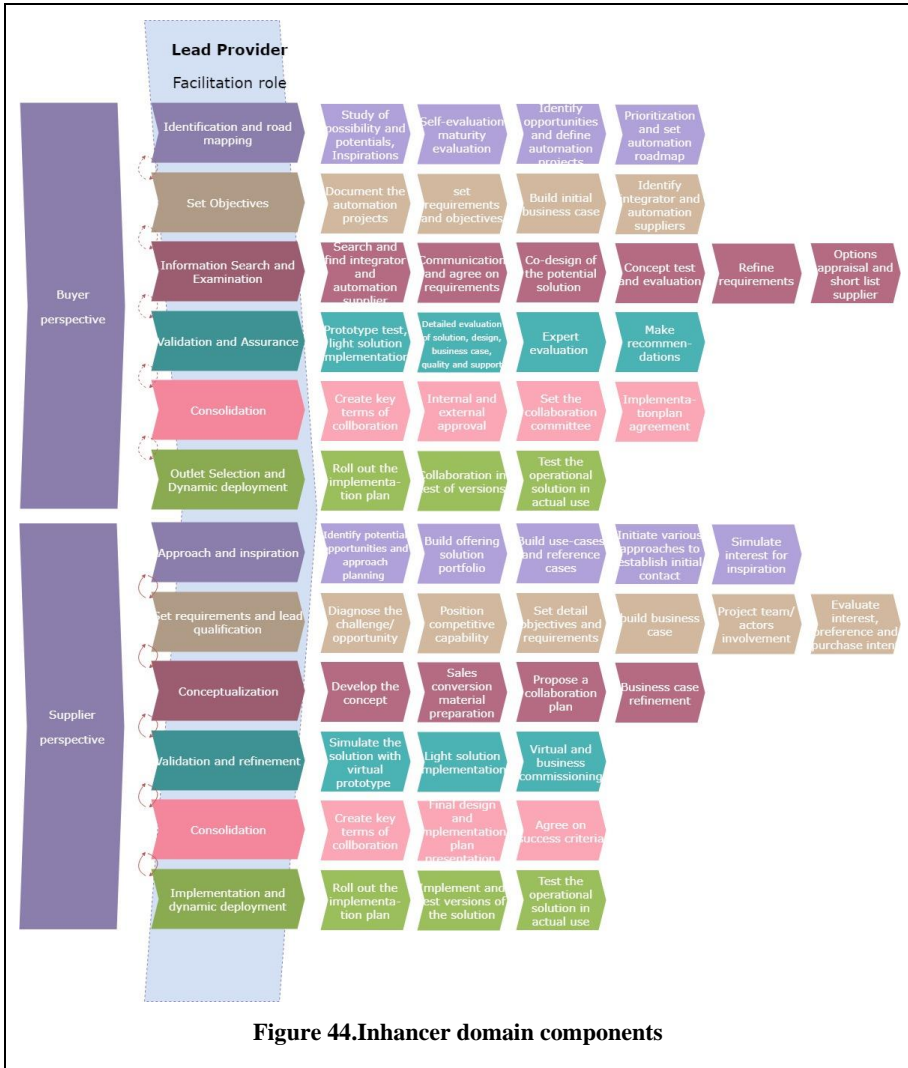 Lead Provider
Facilitation role
Buyer
perspective
Identification and road
mapping
Study of
possibility and
potentials,
Inspirations
Self-evaluation
maturity
evaluation
Identify
opportunities
and define
automation
projects
Prioritization
and set
automation
roadmap
Set Objectives
Document the
automation
projects
set
requirements
and objectives
Build initial
business case
Identify
integrator and
automation
suppliers
Information Search and
Examination
Search and
find integrator
and
automation
supplier
Communication
and agree on
requirements
Co-design of
the potential
solution
Concept test
and evaluation
Refine
requirements
Options
appraisal and
short list
supplier
Validation and Assurance
Prototype test,
light solution
implementation
Detailed evaluation
of solution, design,
business case,
quality and support
Expert
evaluation
Make
recommen-
dations
Consolidation
Create key
terms of
collboration
Internal and
external
approval
Set the
collaboration
committee
Implementa-
tionplan
agreement
Outlet Selection and
Dynamic deployment
Roll out the
implementa-
tion plan
Collaboration in
test of versions
Test the
operational
solution in
actual use
Supplier
perspective
Approach and inspiration
Identify potential
opportunities and
approach
planning
Build offering
solution
portfolio
Build use-cases
and reference
cases
Initiate various
approaches to
establish initial
contact
Simulate
interest for
inspiration
Set requirements and lead
qualification
Diagnose the
challenge/
opportunity
Position
competitive
capability
Set detail
objectives and
requirements
build business
case
Project team/
actors
involvement
Evaluate
interest,
preference and
purchase intent
Conceptualization
Develop the
concept
Sales
conversion
material
preparation
Propose a
collaboration
plan
Business case
refinement
Validation and refinement
Simulate the
solution with
virtual
prototype
Light solution
implementation
Virtual and
business
commissioning
Consolidation
Create key
terms of
collboration
Final design
and
implementation
plan
presentation
Agree on
success criteria
Implementation and
dynamic deployment
Roll out the
implementa-
tion plan
Implement and
test versions of
the solution
Test the
operational
solution in
actual use
Figure 44.Inhancer domain components